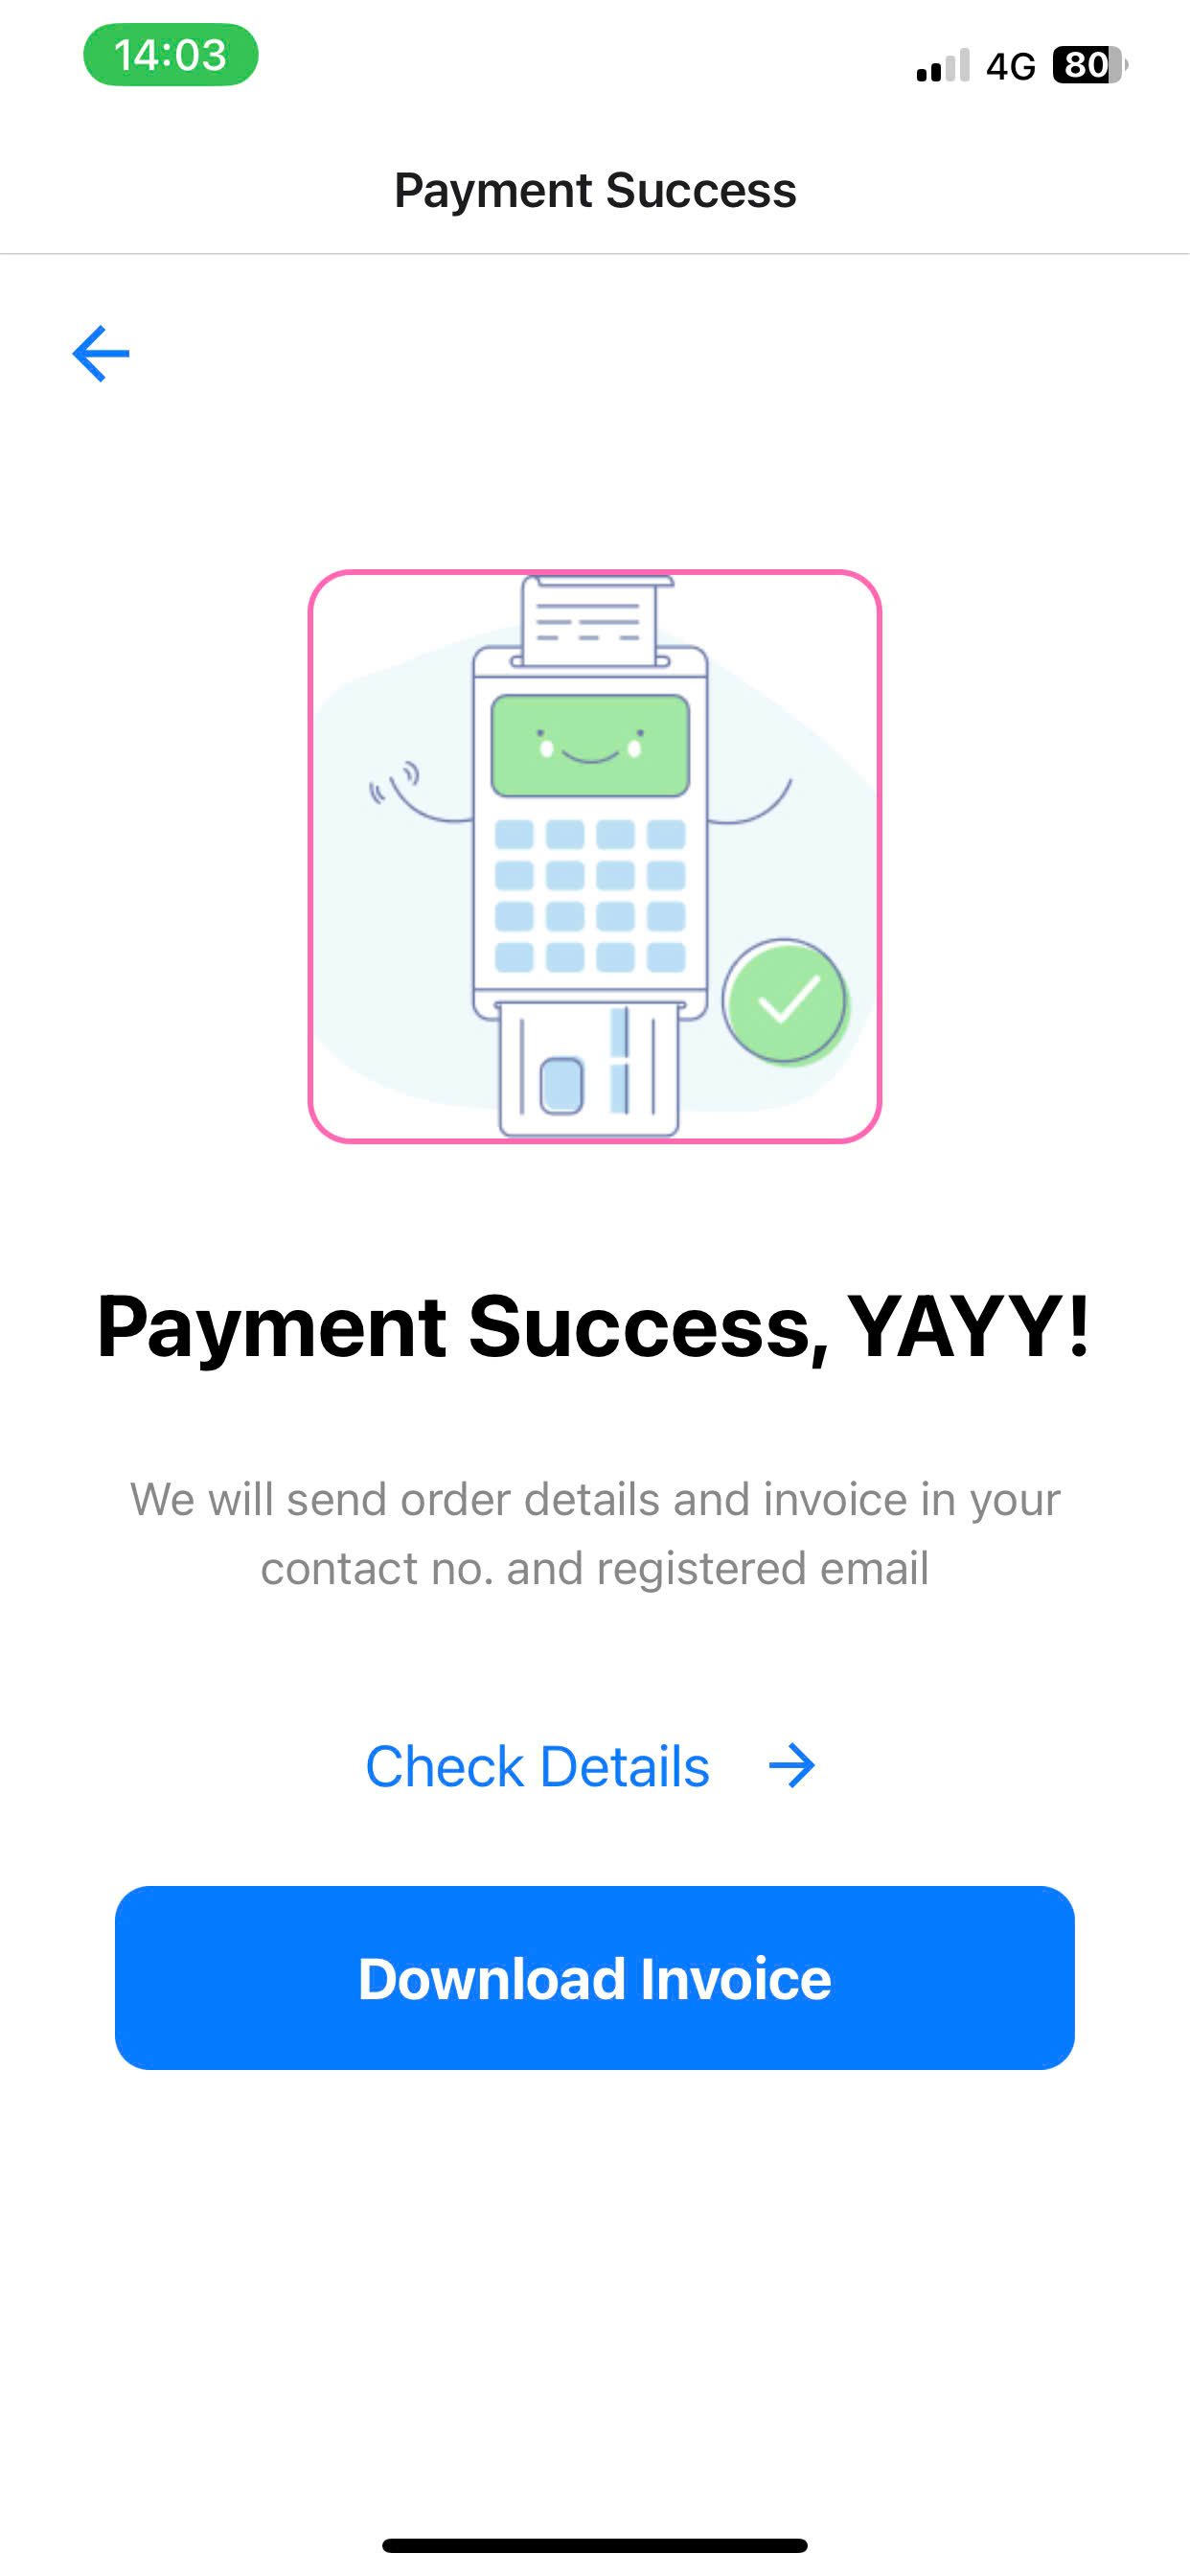 14:03
4G 80
Payment Success
Payment Success, YAYY!
We will send order details and invoice in your
contact no. and registered email
Check Details
Download Invoice